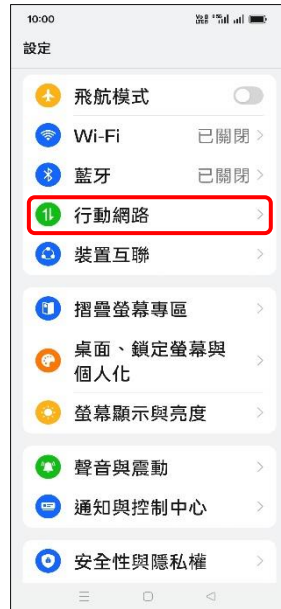 10:00
設定
飛航模式
Wi-Fi 已關閉
藍牙 已關閉
行動網路
裝置互聯
摺疊螢幕專區
桌面、鎖定螢幕與
個人化
螢幕顯示與亮度
聲音與震動
通知與控制中心
安全性與隱私權